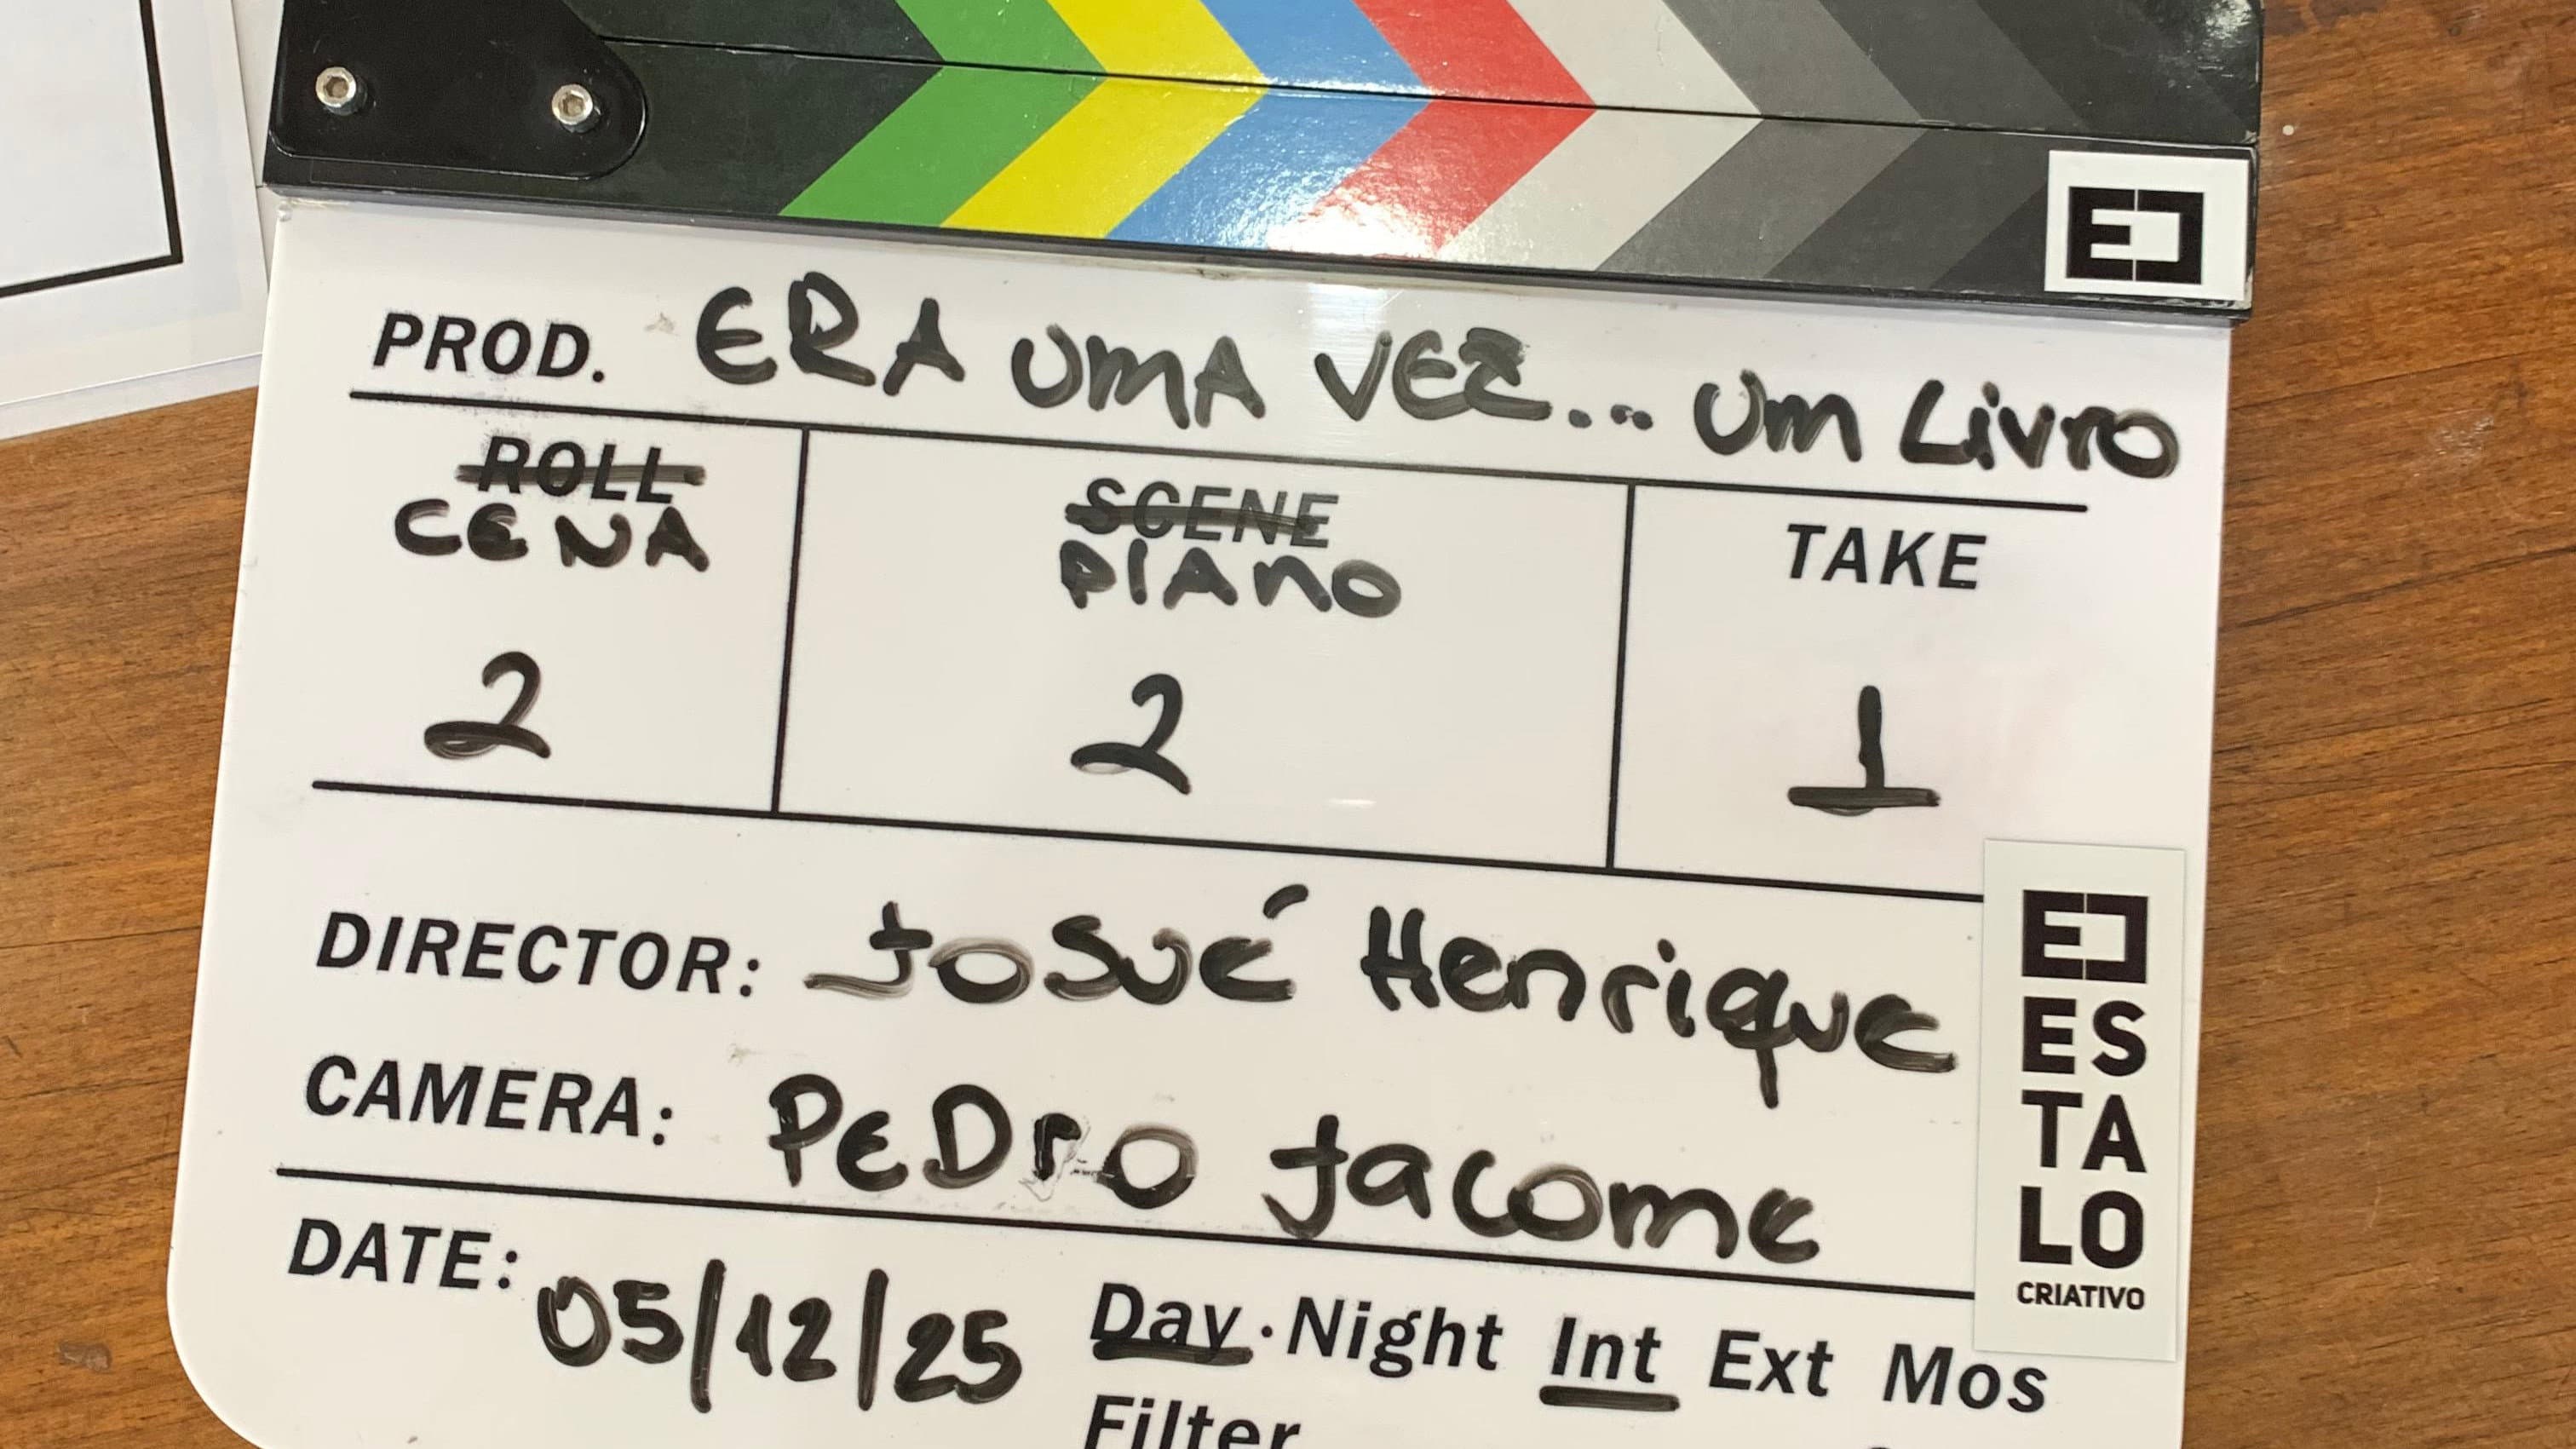 PROD. ERA UMA VEZ... Um Livro
ROLL SCENE TAKE
CENA PlAno
2 2 1
DIRECTOR: Josué Henrique
CAMERA: PeDro Jacome
DATE: 05/12/25 Day · Night Int Ext Mos
Filter
ES
TA
LO
CRIATIVO